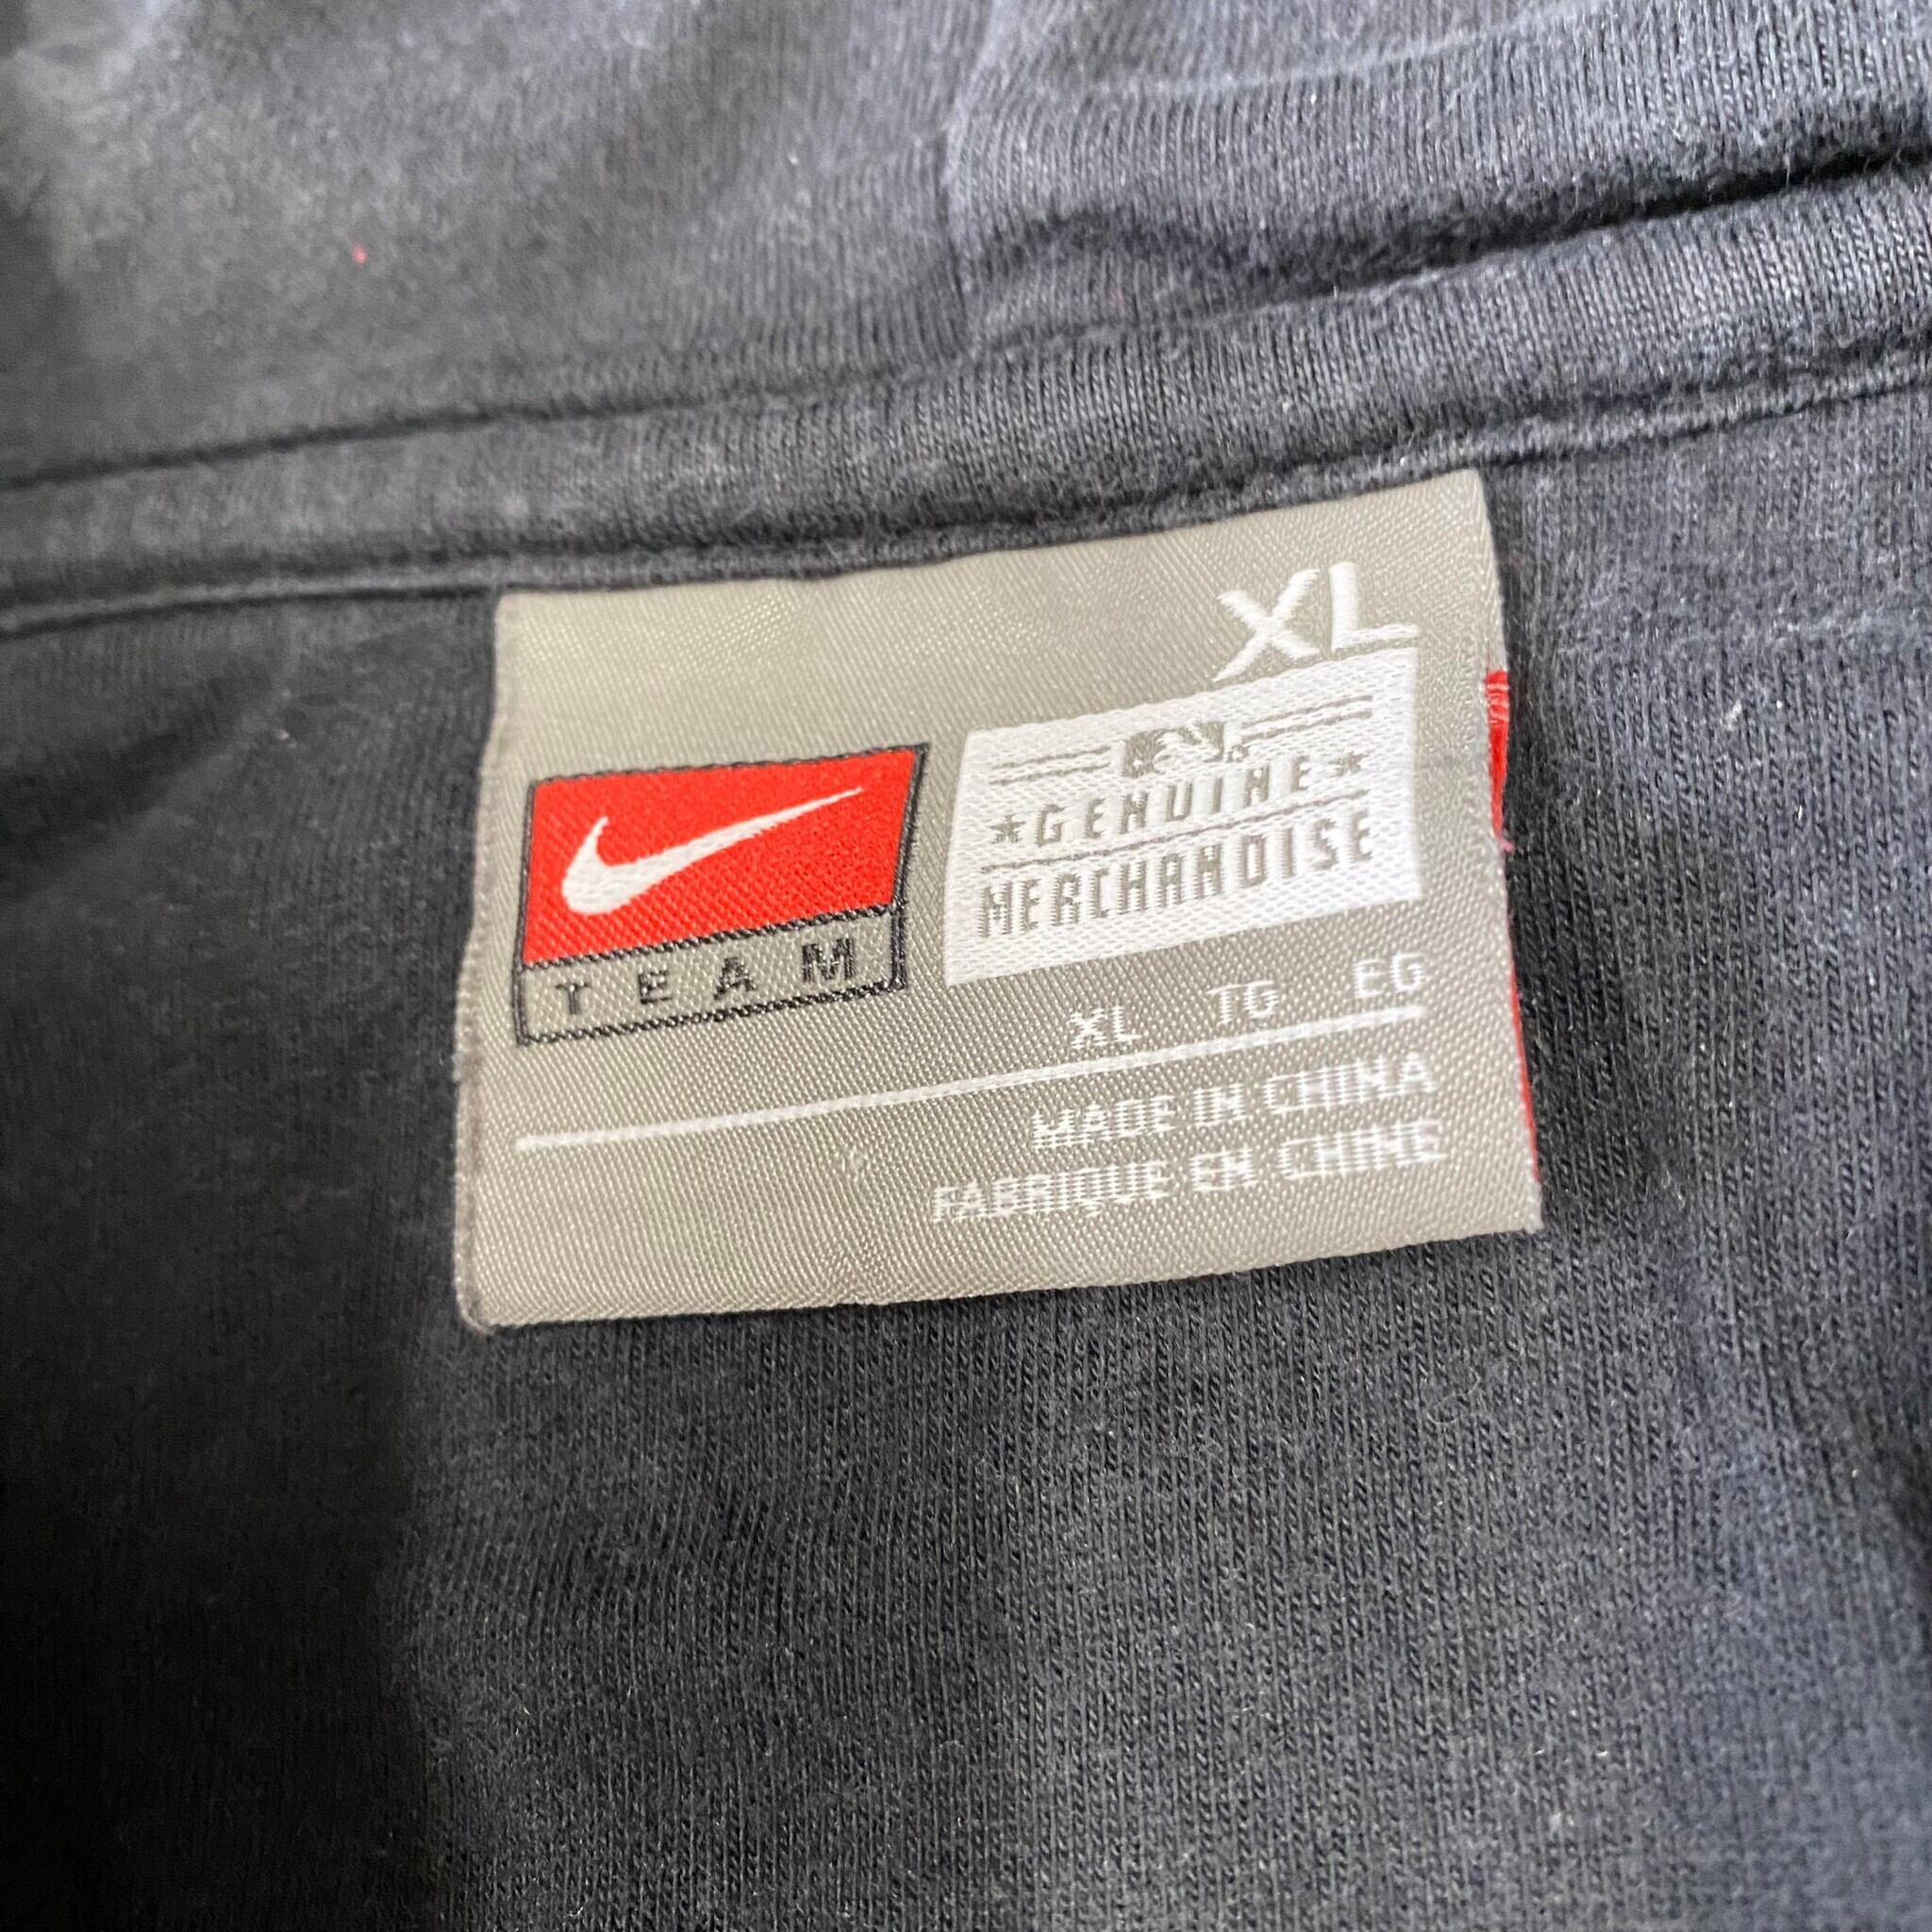 XL
GENUINE
MERCHANDISE
TEAM
XL TG EG
MADE IN CHINA
FABRIQUE EN CHINE